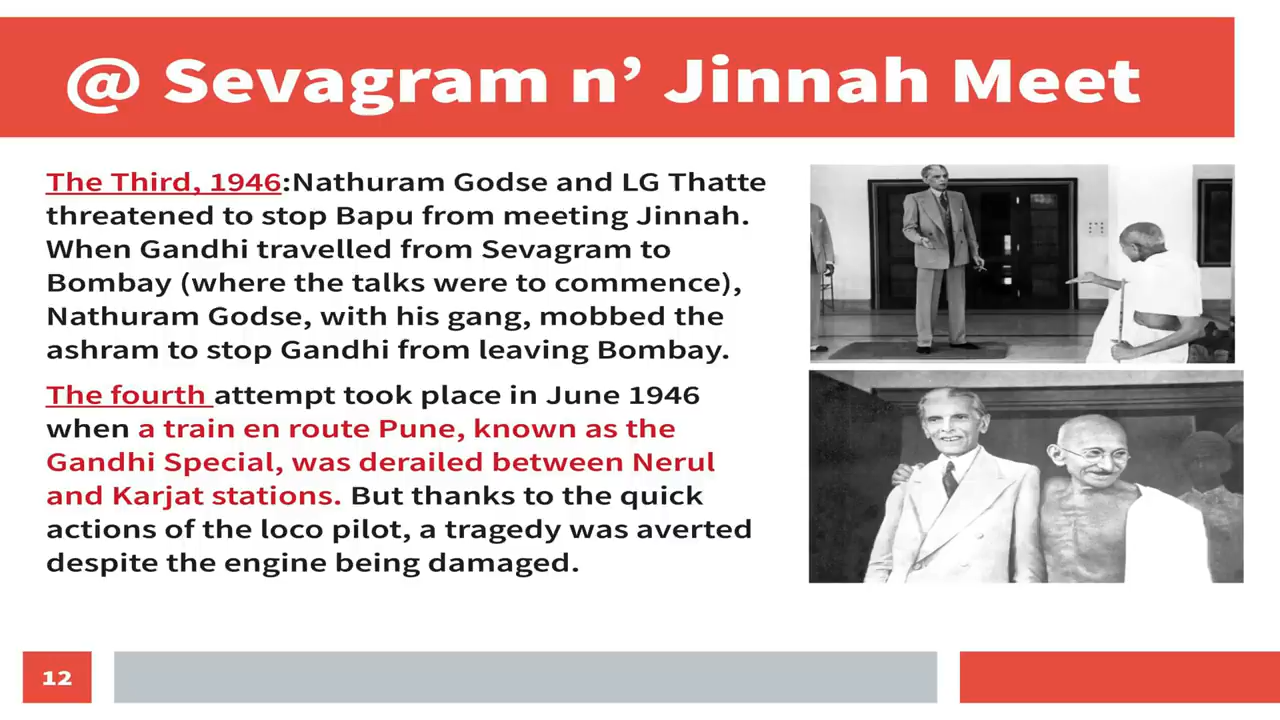 @ Sevagram n’ Jinnah Meet
The Third, 1946:Nathuram Godse and LG Thatte
threatened to stop Bapu from meeting Jinnah.
When Gandhi travelled from Sevagram to
Bombay (where the talks were to commence),
Nathuram Godse, with his gang, mobbed the
ashram to stop Gandhi from leaving Bombay.
The fourth attempt took place in June 1946
when a train en route Pune, known as the
Gandhi Special, was derailed between Nerul
and Karjat stations. But thanks to the quick
actions of the loco pilot, a tragedy was averted
despite the engine being damaged.
12